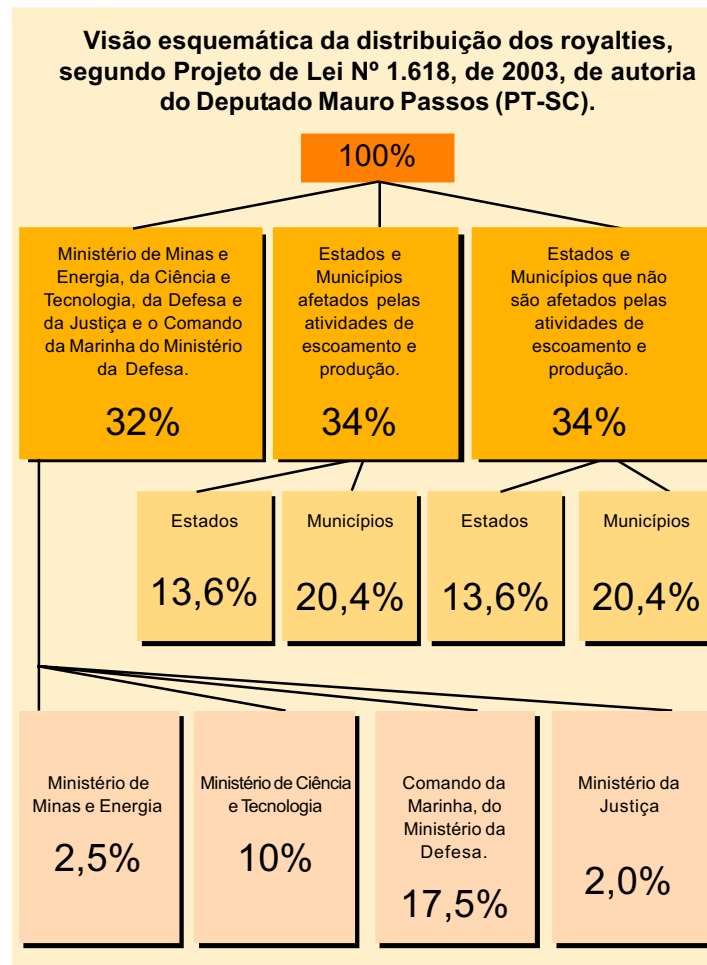 Visão esquemática da distribuição dos royalties,
segundo Projeto de Lei Nº 1.618, de 2003, de autoria
do Deputado Mauro Passos (PT-SC).
100%
Ministério de Minas e
Energia, da Ciência e
Tecnologia, da Defesa e
da Justiça e o Comando
da Marinha do Ministério
da Defesa.
32%
Estados e
Municípios
afetados pelas
atividades de
escoamento e
produção.
34%
Estados e
Municípios que não
são afetados pelas
atividades de
escoamento e
produção.
34%
Estados
13,6%
Municípios
20,4%
Estados
13,6%
Municípios
20,4%
Ministério de
Minas e Energia
2,5%
Ministério de Ciência
e Tecnologia
10%
Comando da
Marinha, do
Ministério da
Defesa.
17,5%
Ministério da
Justiça
2,0%